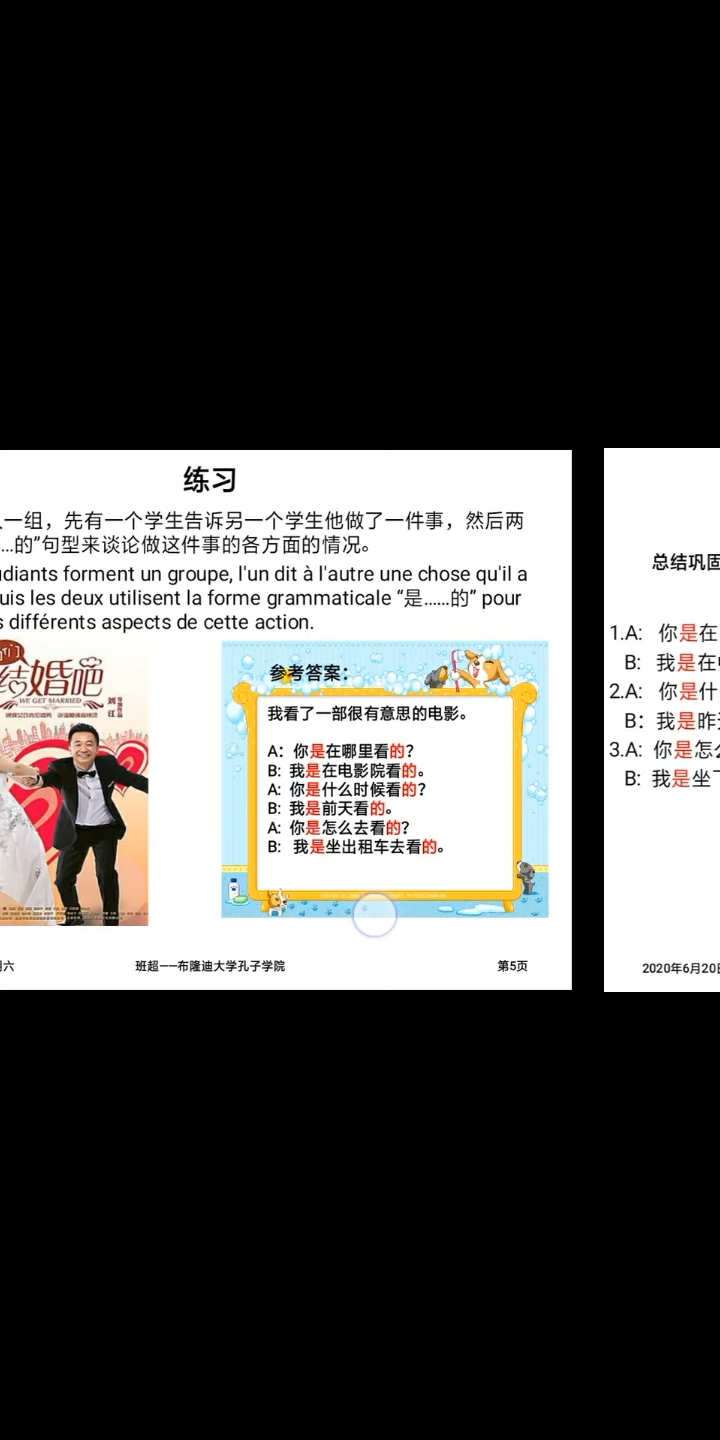 练习
一组，先有一个学生告诉另一个学生他做了一件事，然后两
...的”句型来谈论做这件事的各方面的情况。
diants forment un groupe, l'un dit à l'autre une chose qu'il a
uis les deux utilisent la forme grammaticale “是......的” pour
s différents aspects de cette action.
们
结婚吧
WE GET MARRIED
刘江
导演作品
参考答案：
我看了一部很有意思的电影。
A：你是在哪里看的？
B: 我是在电影院看的。
A: 你是什么时候看的？
B: 我是前天看的。
A: 你是怎么去看的？
B: 我是坐出租车去看的。
六
班超——布隆迪大学孔子学院
第5页
总结巩固
1.A: 你是在
B: 我是在
2.A: 你是什
B：我是昨
3.A: 你是怎
B: 我是坐
2020年6月20